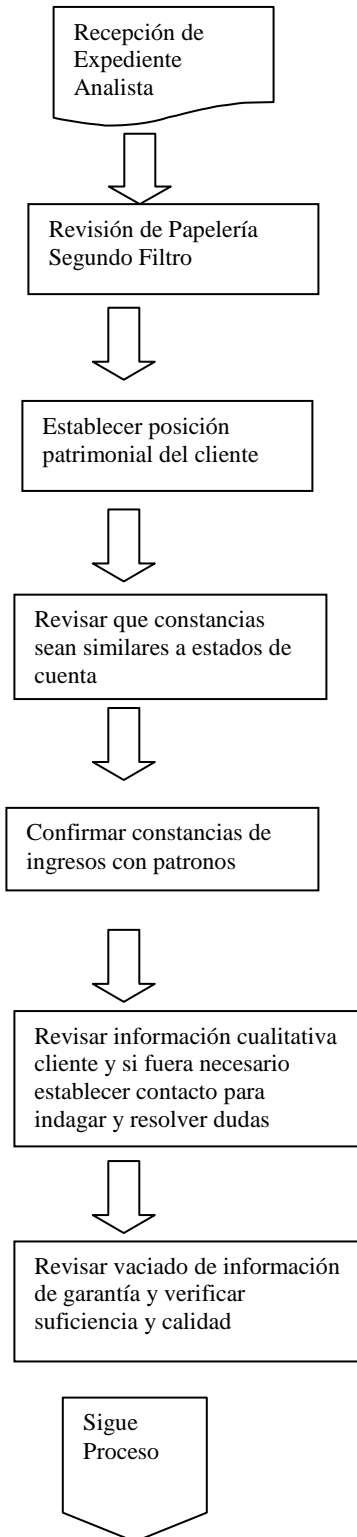 Recepción de
Expediente
Analista
Revisión de Papelería
Segundo Filtro
Establecer posición
patrimonial del cliente
Revisar que constancias
sean similares a estados de
cuenta
Confirmar constancias de
ingresos con patronos
Revisar información cualitativa
cliente y si fuera necesario
establecer contacto para
indagar y resolver dudas
Revisar vaciado de información
de garantía y verificar
suficiencia y calidad
Sigue
Proceso